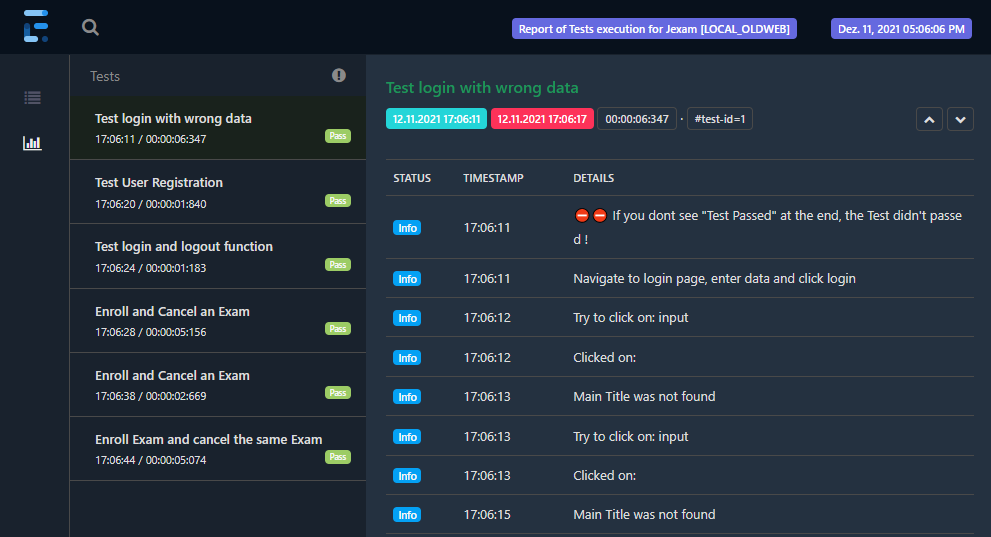 Report of Tests execution for Jexam [LOCAL_OLDWEB]
Dez. 11, 2021 05:06:06 PM
Tests
Test login with wrong data
17:06:11 / 00:00:06:347
Pass
Test User Registration
17:06:20 / 00:00:01:840
Pass
Test login and logout function
17:06:24 / 00:00:01:183
Pass
Enroll and Cancel an Exam
17:06:28 / 00:00:05:156
Pass
Enroll and Cancel an Exam
17:06:38 / 00:00:02:669
Pass
Enroll Exam and cancel the same Exam
17:06:44 / 00:00:05:074
Pass
Test login with wrong data
12.11.2021 17:06:11 12.11.2021 17:06:17 00:00:06:347 · #test-id=1
STATUS TIMESTAMP DETAILS
Info 17:06:11 ⛔⛔ If you dont see "Test Passed" at the end, the Test didn't passe
d !
Info 17:06:11 Navigate to login page, enter data and click login
Info 17:06:12 Try to click on: input
Info 17:06:12 Clicked on:
Info 17:06:13 Main Title was not found
Info 17:06:13 Try to click on: input
Info 17:06:13 Clicked on:
Info 17:06:15 Main Title was not found